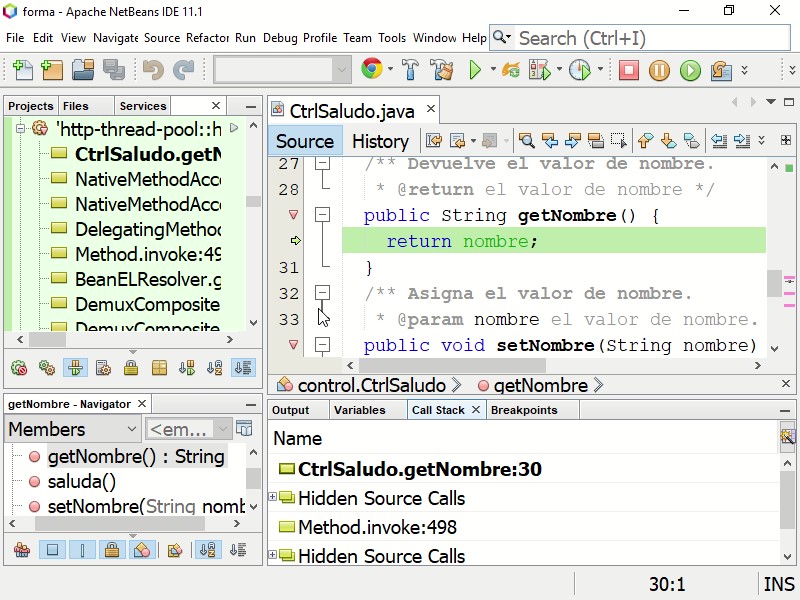 forma - Apache NetBeans IDE 11.1
File Edit View Navigate Source Refactor Run Debug Profile Team Tools Window Help
Search (Ctrl+I)
Projects Files Services
'http-thread-pool::h
CtrlSaludo.getN
NativeMethodAcce
NativeMethodAcce
DelegatingMethod
Method.invoke:49
BeanELResolver.g
DemuxComposite
DemuxComposite
getNombre - Navigator
Members
<em...
getNombre() : String
saluda()
setNombre(String nomb
CtrlSaludo.java
Source History
27 /** Devuelve el valor de nombre.
28 * @return el valor de nombre */
public String getNombre() {
return nombre;
31 }
32 /** Asigna el valor de nombre.
33 * @param nombre el valor de nombre.
public void setNombre(String nombre)
control.CtrlSaludo getNombre
Output Variables Call Stack Breakpoints
Name
CtrlSaludo.getNombre:30
Hidden Source Calls
Method.invoke:498
Hidden Source Calls
30:1 INS